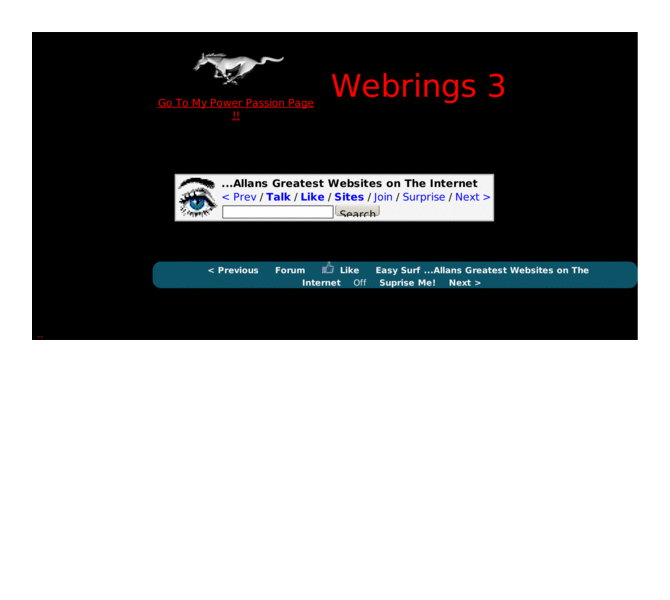 Webrings 3
Go To My Power Passion Page
!!
...Allans Greatest Websites on The Internet
< Prev / Talk / Like / Sites / Join / Surprise / Next >
Search
< Previous Forum Like Easy Surf ...Allans Greatest Websites on The
Internet Off Suprise Me! Next >